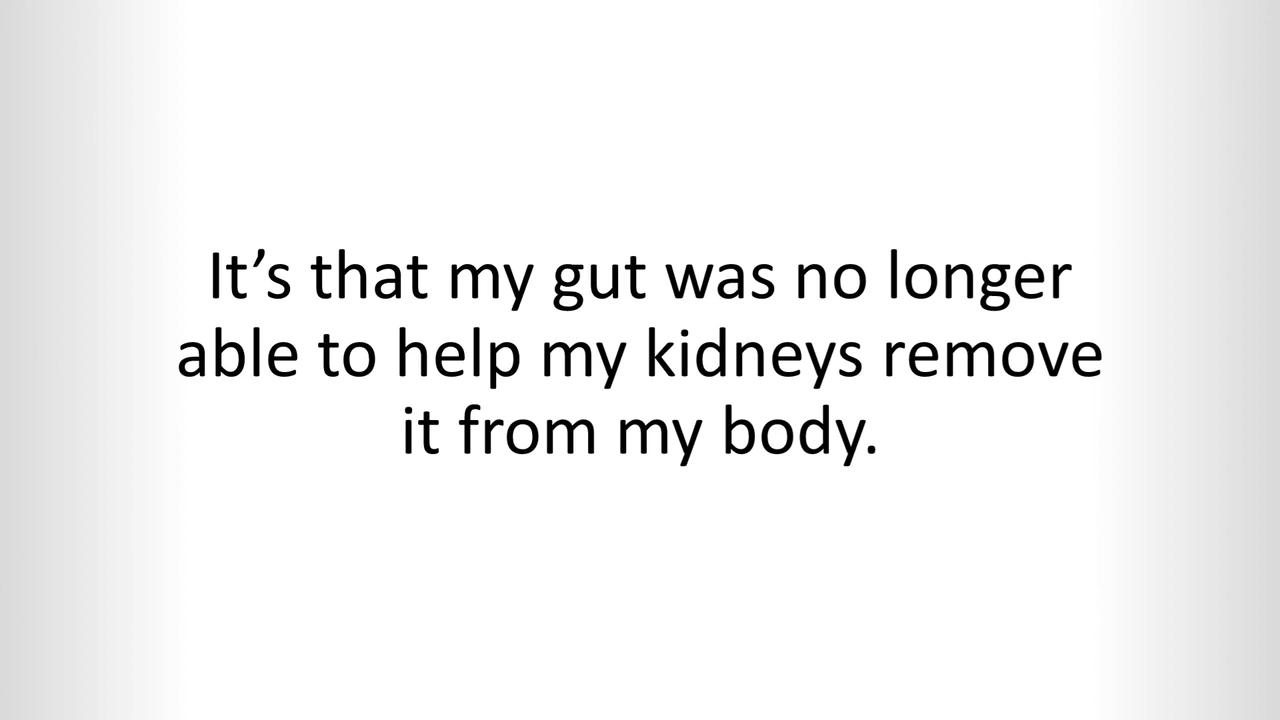 It’s that my gut was no longer
able to help my kidneys remove
it from my body.